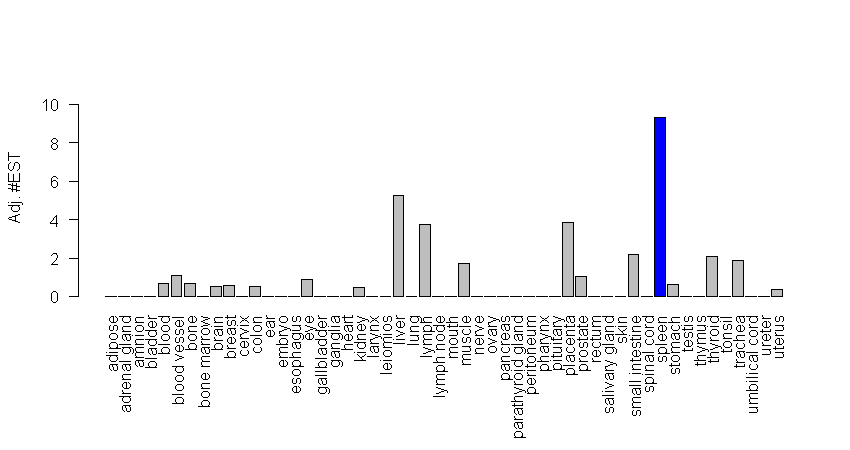 Adj. #EST
10
8
6
4
2
0
adipose
adrenal gland
amnion
bladder
blood
blood vessel
bone
bone marrow
brain
breast
cervix
colon
ear
embryo
esophagus
eye
gallbladder
ganglia
heart
kidney
larynx
leiomios
liver
lung
lymph
lymph node
mouth
muscle
nerve
ovary
pancreas
parathyroid gland
peritoneum
pharynx
pituitary
placenta
prostate
rectum
salivary gland
skin
small intestine
spinal cord
spleen
stomach
testis
thymus
thyroid
tonsil
trachea
umbilical cord
ureter
uterus